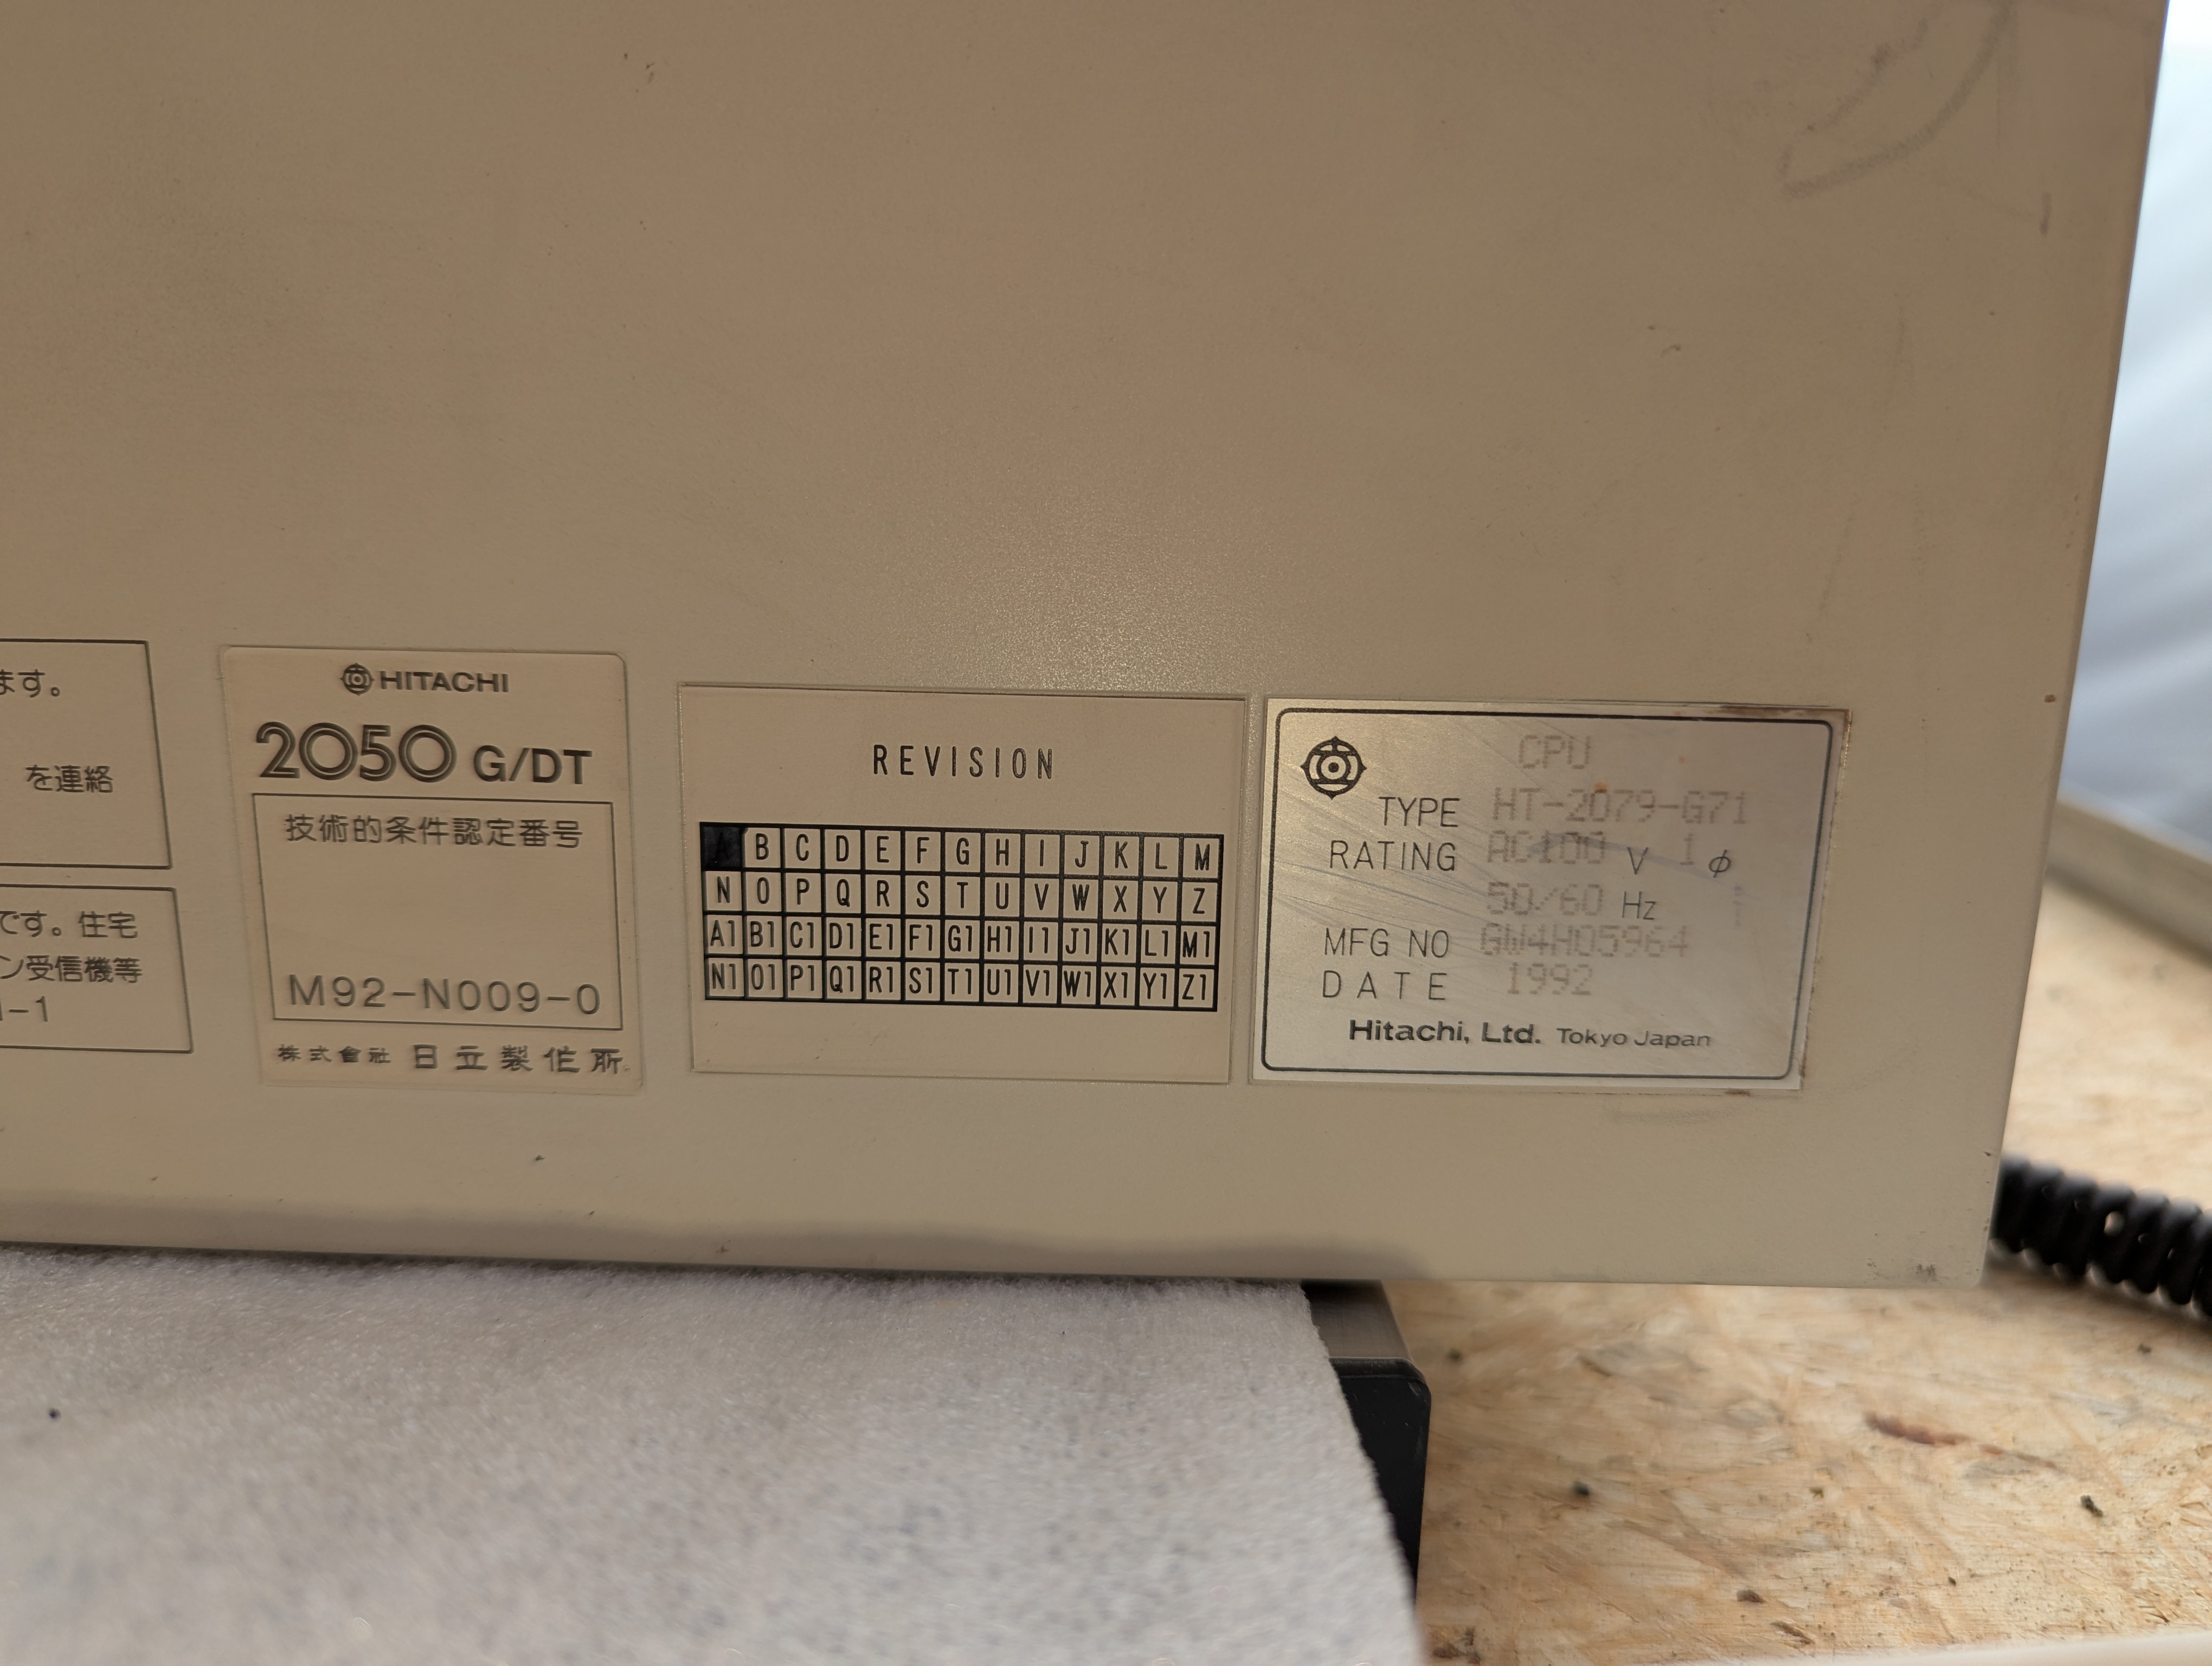 ます。
を連絡
です。住宅
ン受信機等
-1
HITACHI
2050 G/DT
技術的条件認定番号
M92-N009-0
株式會社 日立製作所
REVISION
A B C D E F G H I J K L M
N O P Q R S T U V W X Y Z
A1 B1 C1 D1 E1 F1 G1 H1 I1 J1 K1 L1 M1
N1 O1 P1 Q1 R1 S1 T1 U1 V1 W1 X1 Y1 Z1
CPU
TYPE HT-2079-G71
RATING AC100 V 1 φ
50/60 Hz
MFG NO GW4H05964
DATE 1992
Hitachi, Ltd. Tokyo Japan